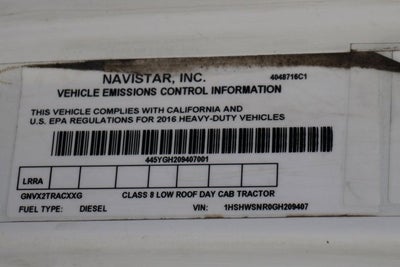 NAVISTAR, INC. 4048716C1
VEHICLE EMISSIONS CONTROL INFORMATION
THIS VEHICLE COMPLIES WITH CALIFORNIA AND
U.S. EPA REGULATIONS FOR 2016 HEAVY-DUTY VEHICLES
445YGH209407001
LRRA
GNVX2TRACXXG CLASS 8 LOW ROOF DAY CAB TRACTOR
FUEL TYPE: DIESEL VIN: 1HSHWSNR0GH209407